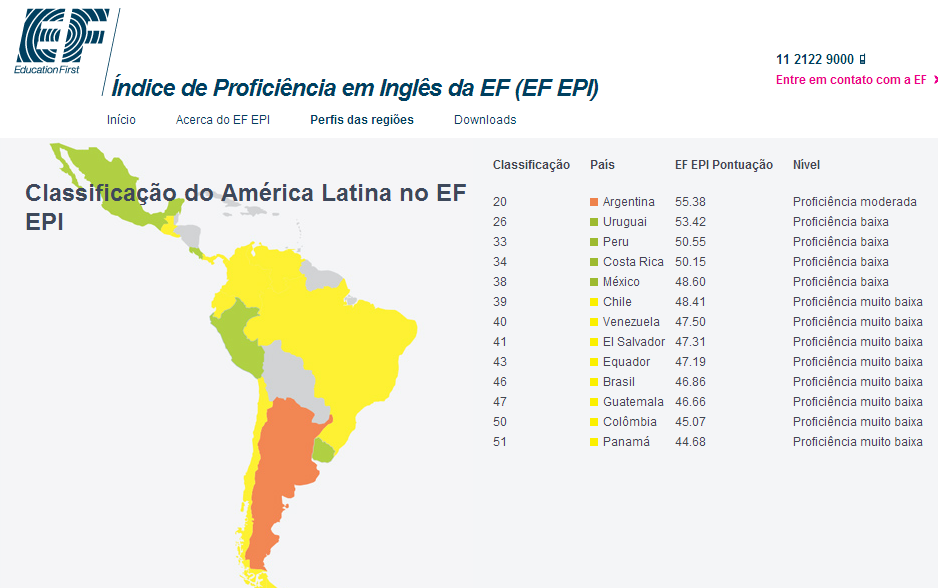 EF
Education First
Índice de Proficiência em Inglês da EF (EF EPI)
11 2122 9000
Entre em contato com a EF
Início Acerca do EF EPI Perfis das regiões Downloads
Classificação do América Latina no EF
EPI
Classificação País EF EPI Pontuação Nível
20 Argentina 55.38 Proficiência moderada
26 Uruguai 53.42 Proficiência baixa
33 Peru 50.55 Proficiência baixa
34 Costa Rica 50.15 Proficiência baixa
38 México 48.60 Proficiência baixa
39 Chile 48.41 Proficiência muito baixa
40 Venezuela 47.50 Proficiência muito baixa
41 El Salvador 47.31 Proficiência muito baixa
43 Equador 47.19 Proficiência muito baixa
46 Brasil 46.86 Proficiência muito baixa
47 Guatemala 46.66 Proficiência muito baixa
50 Colômbia 45.07 Proficiência muito baixa
51 Panamá 44.68 Proficiência muito baixa